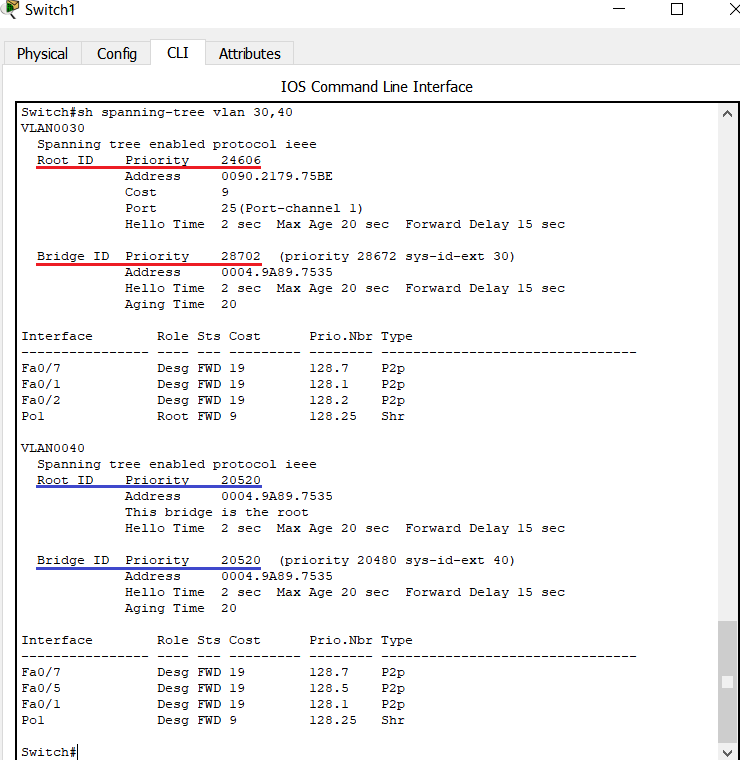 Switch1
Physical Config CLI Attributes
IOS Command Line Interface
Switch#sh spanning-tree vlan 30,40
VLAN0030
  Spanning tree enabled protocol ieee
  Root ID    Priority    24606
             Address     0090.2179.75BE
             Cost        9
             Port        25(Port-channel 1)
             Hello Time  2 sec  Max Age 20 sec  Forward Delay 15 sec
  Bridge ID  Priority    28702  (priority 28672 sys-id-ext 30)
             Address     0004.9A89.7535
             Hello Time  2 sec  Max Age 20 sec  Forward Delay 15 sec
             Aging Time  20
Interface        Role Sts Cost      Prio.Nbr Type
---------------- ---- --- --------- -------- --------------------------------
Fa0/7            Desg FWD 19        128.7    P2p
Fa0/1            Desg FWD 19        128.1    P2p
Fa0/2            Desg FWD 19        128.2    P2p
Po1              Root FWD 9         128.25   Shr
VLAN0040
  Spanning tree enabled protocol ieee
  Root ID    Priority    20520
             Address     0004.9A89.7535
             This bridge is the root
             Hello Time  2 sec  Max Age 20 sec  Forward Delay 15 sec
  Bridge ID  Priority    20520  (priority 20480 sys-id-ext 40)
             Address     0004.9A89.7535
             Hello Time  2 sec  Max Age 20 sec  Forward Delay 15 sec
             Aging Time  20
Interface        Role Sts Cost      Prio.Nbr Type
---------------- ---- --- --------- -------- --------------------------------
Fa0/7            Desg FWD 19        128.7    P2p
Fa0/5            Desg FWD 19        128.5    P2p
Fa0/1            Desg FWD 19        128.1    P2p
Po1              Desg FWD 9         128.25   Shr
Switch#